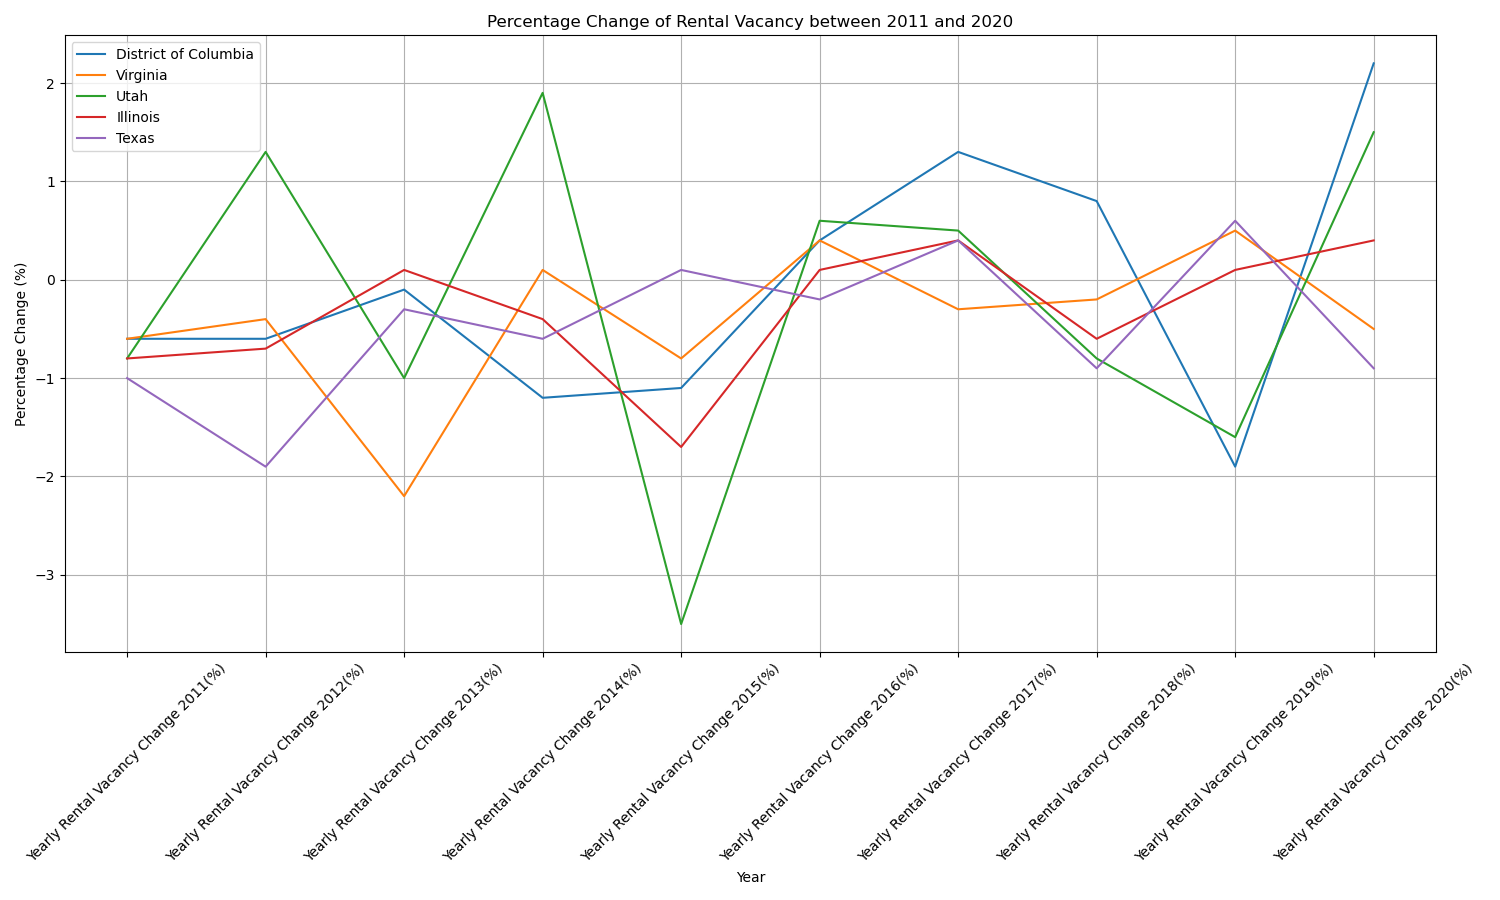 Percentage Change of Rental Vacancy between 2011 and 2020
District of Columbia
Virginia
Utah
Illinois
Texas
Percentage Change (%)
2
1
0
−1
−2
−3
Yearly Rental Vacancy Change 2011(%)
Yearly Rental Vacancy Change 2012(%)
Yearly Rental Vacancy Change 2013(%)
Yearly Rental Vacancy Change 2014(%)
Yearly Rental Vacancy Change 2015(%)
Yearly Rental Vacancy Change 2016(%)
Yearly Rental Vacancy Change 2017(%)
Yearly Rental Vacancy Change 2018(%)
Yearly Rental Vacancy Change 2019(%)
Yearly Rental Vacancy Change 2020(%)
Year